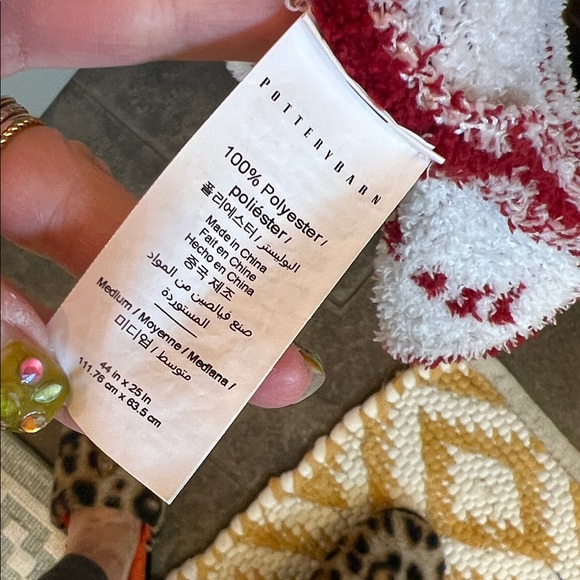 POTTERYBARN
100% Polyester /
poliéster /
폴리에스터 / البوليستر
Made in China
Fait en Chine
Hecho en China
중국 제조
صنع فيالصين من المواد
المستوردة
Medium / Moyenne / Mediana /
미디엄 / متوسط
44 in x 25 in
111.76 cm x 63.5 cm